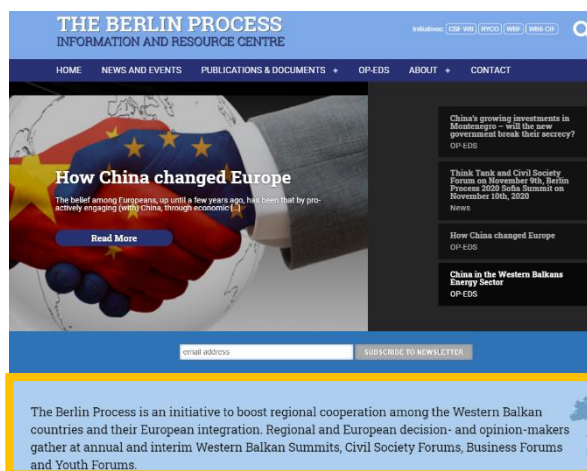 THE BERLIN PROCESS
INFORMATION AND RESOURCE CENTRE
Initiatives: CSF WB RYCO WBF WB6 CIF
HOME NEWS AND EVENTS PUBLICATIONS & DOCUMENTS + OP-EDS ABOUT + CONTACT
How China changed Europe
The belief among Europeans, up until a few years ago, has been that by pro-
actively engaging (with) China, through economic [...]
Read More
China's growing investments in
Montenegro – will the new
government break their secrecy?
OP-EDS
Think Tank and Civil Society
Forum on November 9th, Berlin
Process 2020 Sofia Summit on
November 10th, 2020
News
How China changed Europe
OP-EDS
China in the Western Balkans
Energy Sector
OP-EDS
email address
SUBSCRIBE TO NEWSLETTER
The Berlin Process is an initiative to boost regional cooperation among the Western Balkan
countries and their European integration. Regional and European decision- and opinion-makers
gather at annual and interim Western Balkan Summits, Civil Society Forums, Business Forums
and Youth Forums.